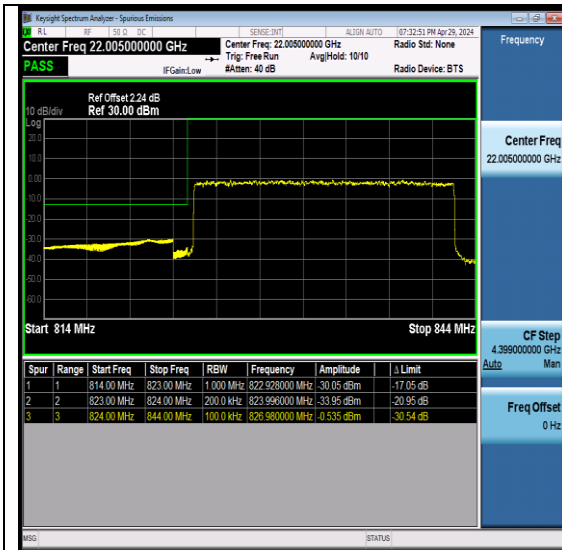 Keysight Spectrum Analyzer - Spurious Emissions
RL RF 50 Ω DC SENSE:INT ALIGN AUTO 07:32:51 PM Apr 29, 2024
Center Freq 22.005000000 GHz Center Freq: 22.005000000 GHz Radio Std: None
Trig: Free Run Avg|Hold: 10/10
PASS IFGain:Low #Atten: 40 dB Radio Device: BTS
Ref Offset 2.24 dB
10 dB/div Ref 30.00 dBm
Log
20.0
10.0
0.00
-10.0
-20.0
-30.0
-40.0
-50.0
-60.0
Start 814 MHz Stop 844 MHz
Spur Range Start Freq Stop Freq RBW Frequency Amplitude Δ Limit
1 1 814.00 MHz 823.00 MHz 1.000 MHz 822.928000 MHz -30.05 dBm -17.05 dB
2 2 823.00 MHz 824.00 MHz 200.0 kHz 823.996000 MHz -33.95 dBm -20.95 dB
3 3 824.00 MHz 844.00 MHz 100.0 kHz 826.980000 MHz -0.535 dBm -30.54 dB
MSG STATUS
Frequency
Center Freq
22.005000000 GHz
CF Step
4.399000000 GHz
Auto Man
Freq Offset
0 Hz